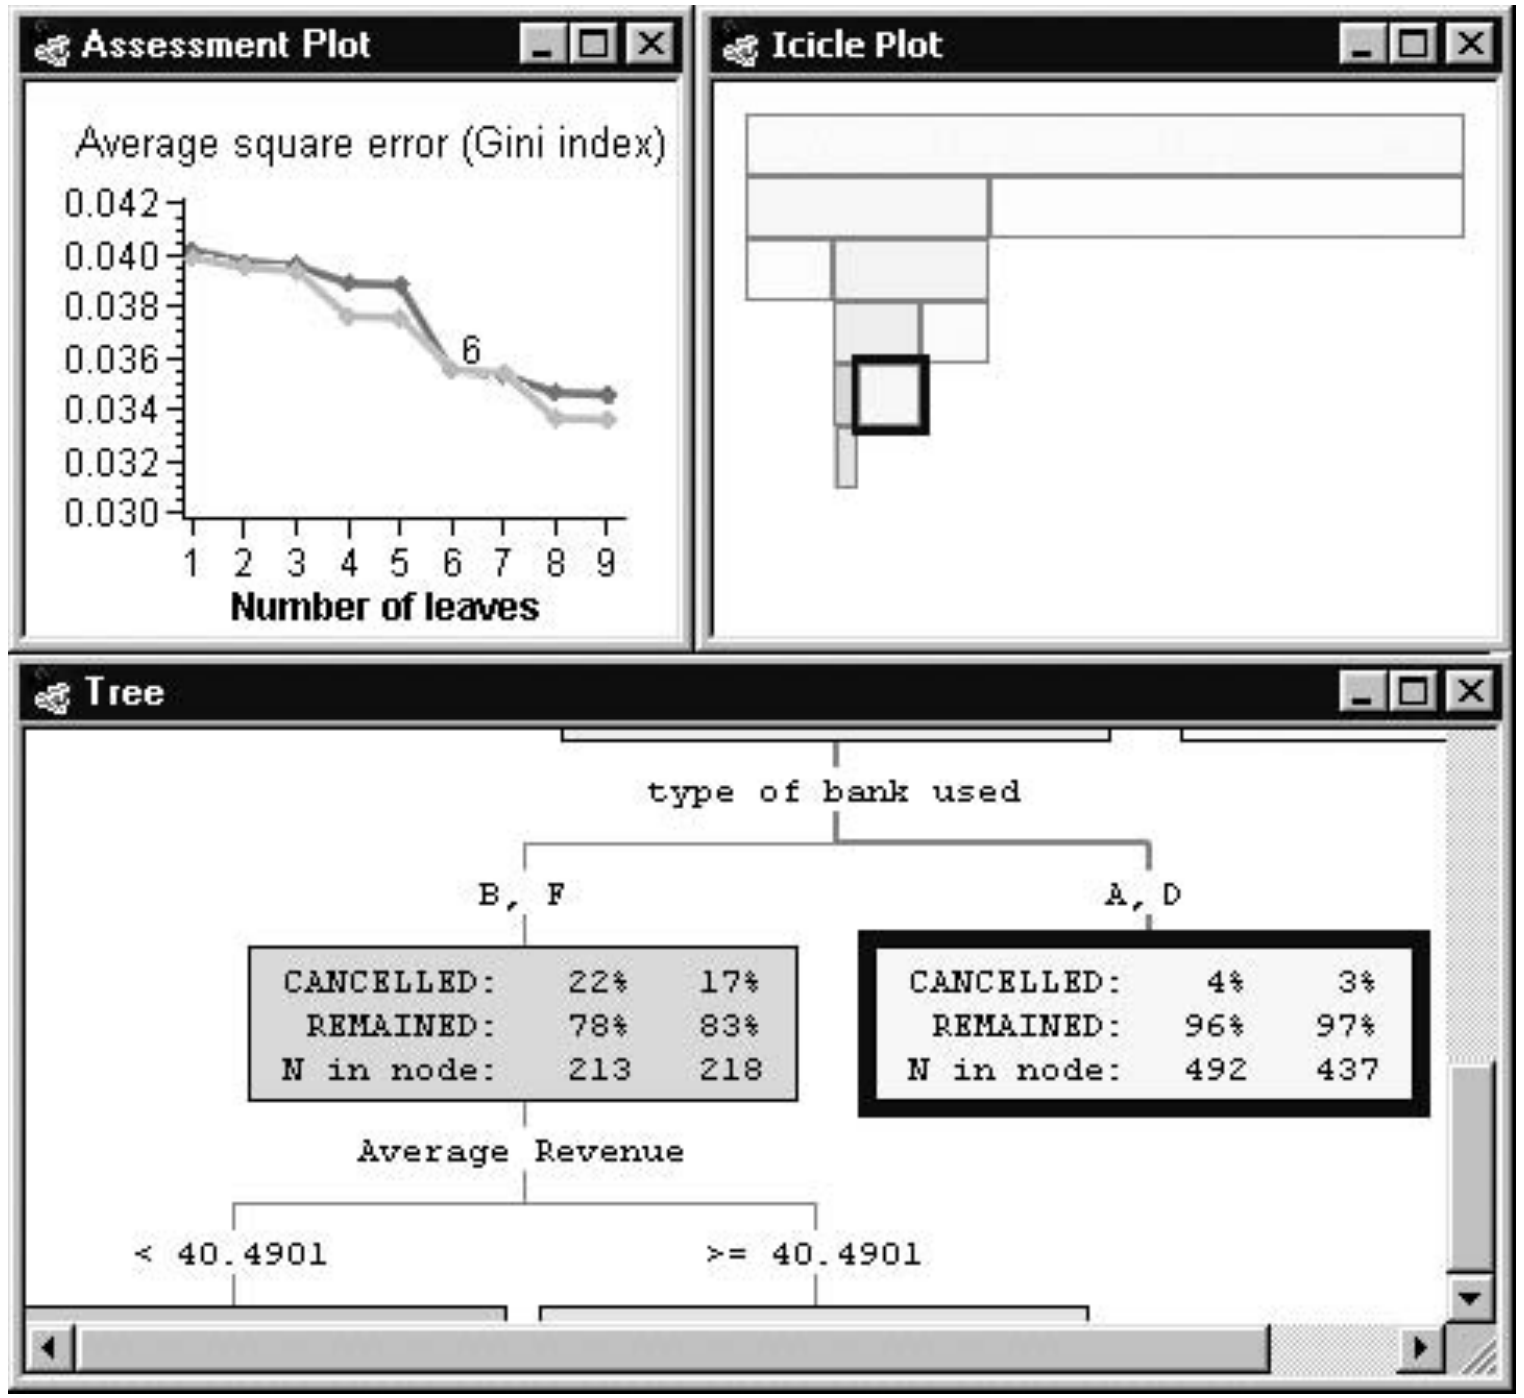 Assessment Plot
Average square error (Gini index)
0.042
0.040
0.038
0.036
0.034
0.032
0.030
6
1 2 3 4 5 6 7 8 9
Number of leaves
Icicle Plot
Tree
type of bank used
B, F A, D
CANCELLED: 22% 17%
REMAINED: 78% 83%
N in node: 213 218
CANCELLED: 4% 3%
REMAINED: 96% 97%
N in node: 492 437
Average Revenue
< 40.4901 >= 40.4901